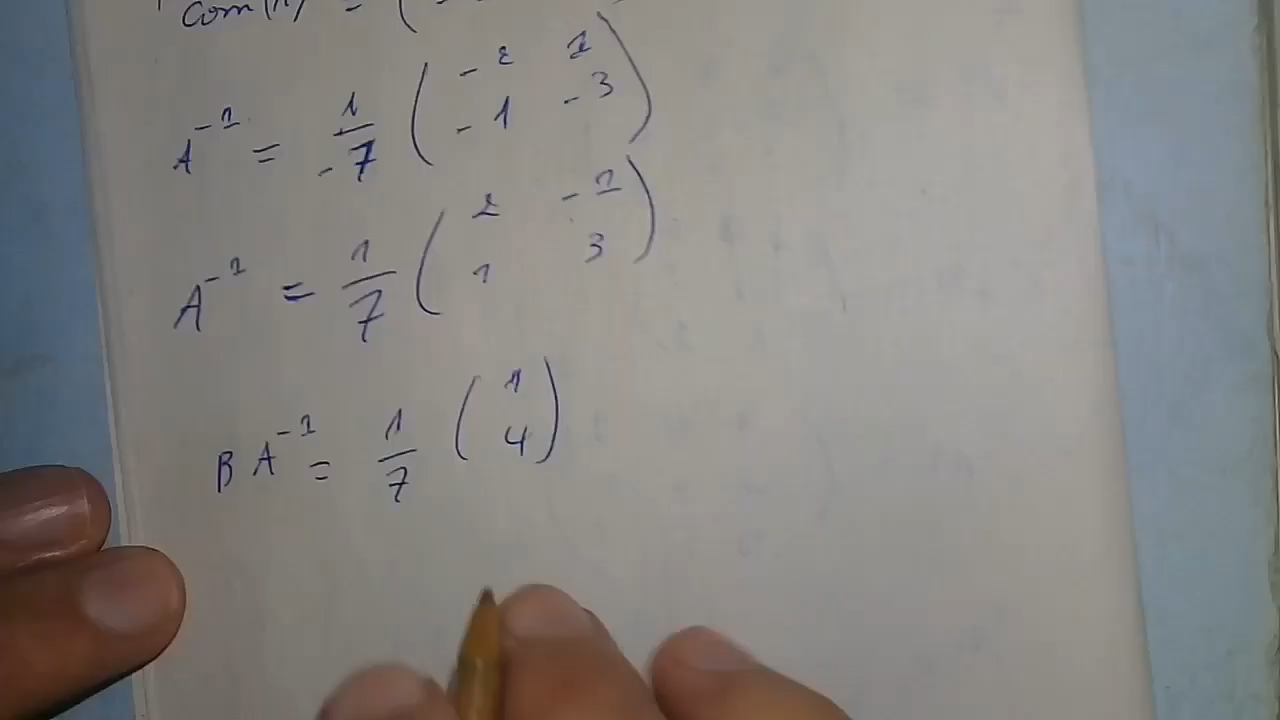 Com(A) = (
A⁻¹ = 1/-7 ( -2 1 ; -1 -3 )
A⁻¹ = 1/7 ( 2 -1 ; 1 3 )
B A⁻¹ = 1/7 ( 1 ; 4 )